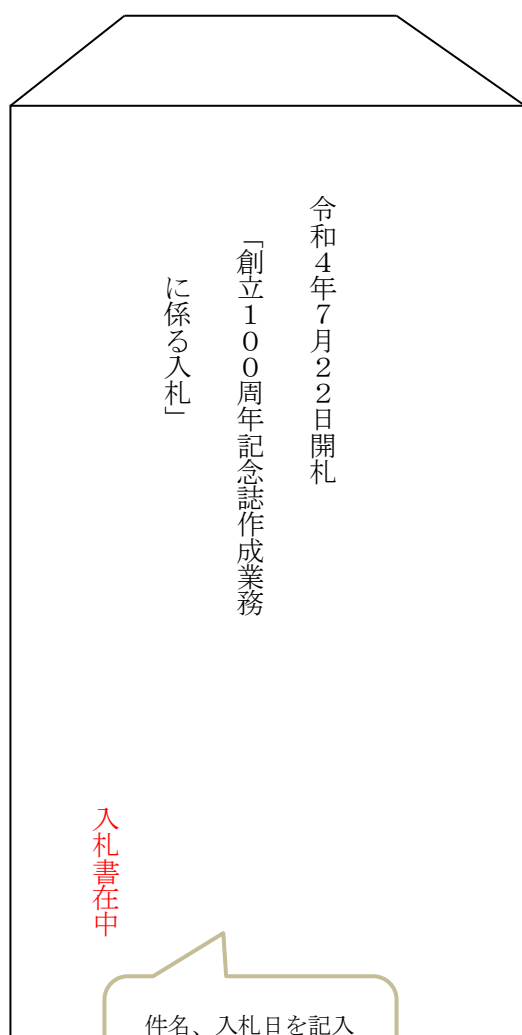 令和４年７月２２日開札
「創立１００周年記念誌作成業務
に係る入札」
入札書在中
件名、入札日を記入